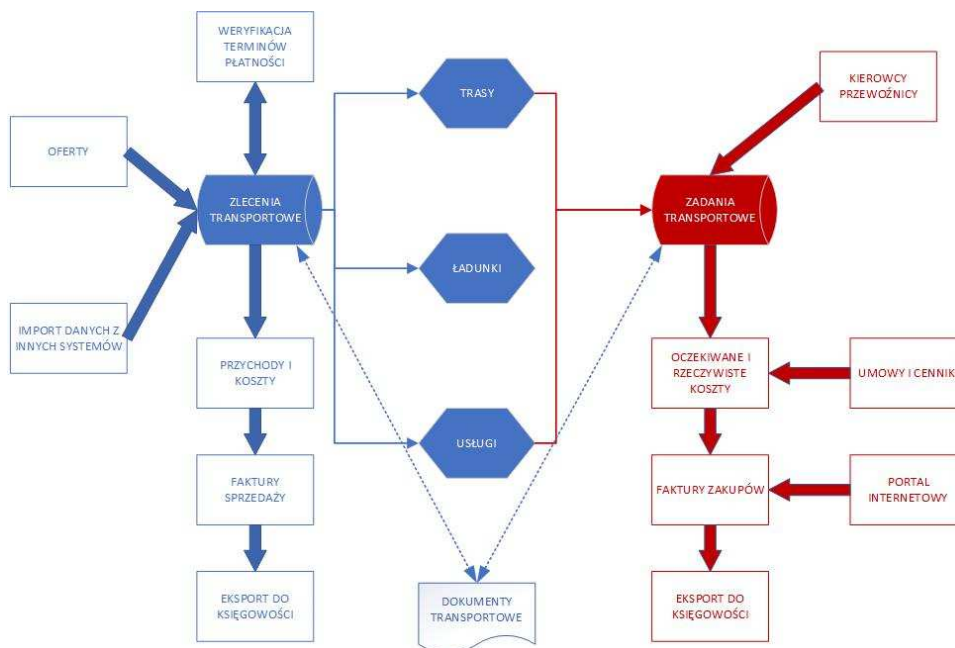 WERYFIKACJA
TERMINÓW
PŁATNOŚCI
TRASY
KIEROWCY
PRZEWOŹNICY
OFERTY
ZLECENIA
TRANSPORTOWE
ZADANIA
TRANSPORTOWE
ŁADUNKI
IMPORT DANYCH Z
INNYCH SYSTEMÓW
PRZYCHODY I
KOSZTY
OCZEKIWANE I
RZECZYWISTE
KOSZTY
UMOWY I CENNIK
USŁUGI
FAKTURY
SPRZEDAŻY
FAKTURY ZAKUPÓW
PORTAL
INTERNETOWY
EKSPORT DO
KSIĘGOWOŚCI
DOKUMENTY
TRANSPORTOWE
EKSPORT DO
KSIĘGOWOŚCI